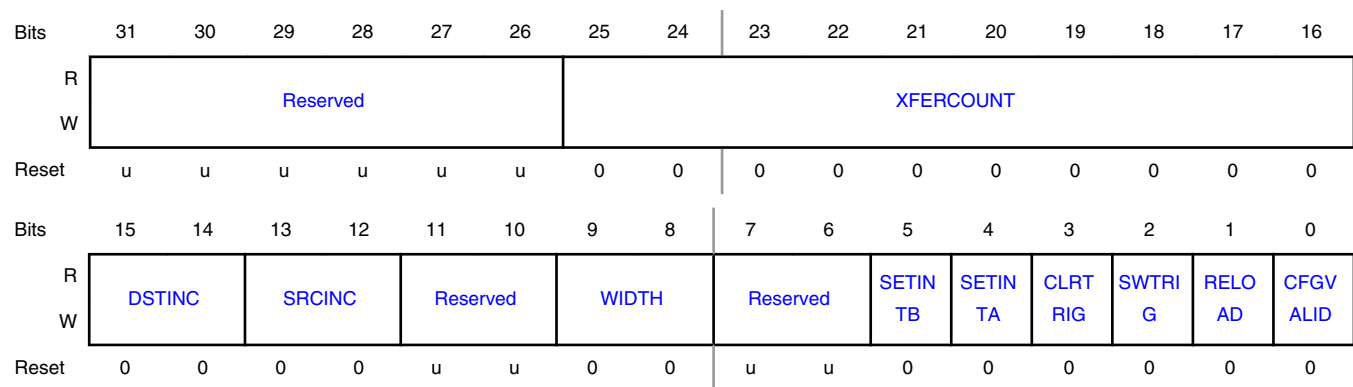 Bits 31 30 29 28 27 26 25 24 23 22 21 20 19 18 17 16
R
Reserved XFERCOUNT
W
Reset u u u u u u 0 0 0 0 0 0 0 0 0 0
Bits 15 14 13 12 11 10 9 8 7 6 5 4 3 2 1 0
R
DSTINC SRCINC Reserved WIDTH Reserved SETIN TB SETIN TA CLRT RIG SWTRI G RELO AD CFGV ALID
W
Reset 0 0 0 0 u u 0 0 u u 0 0 0 0 0 0